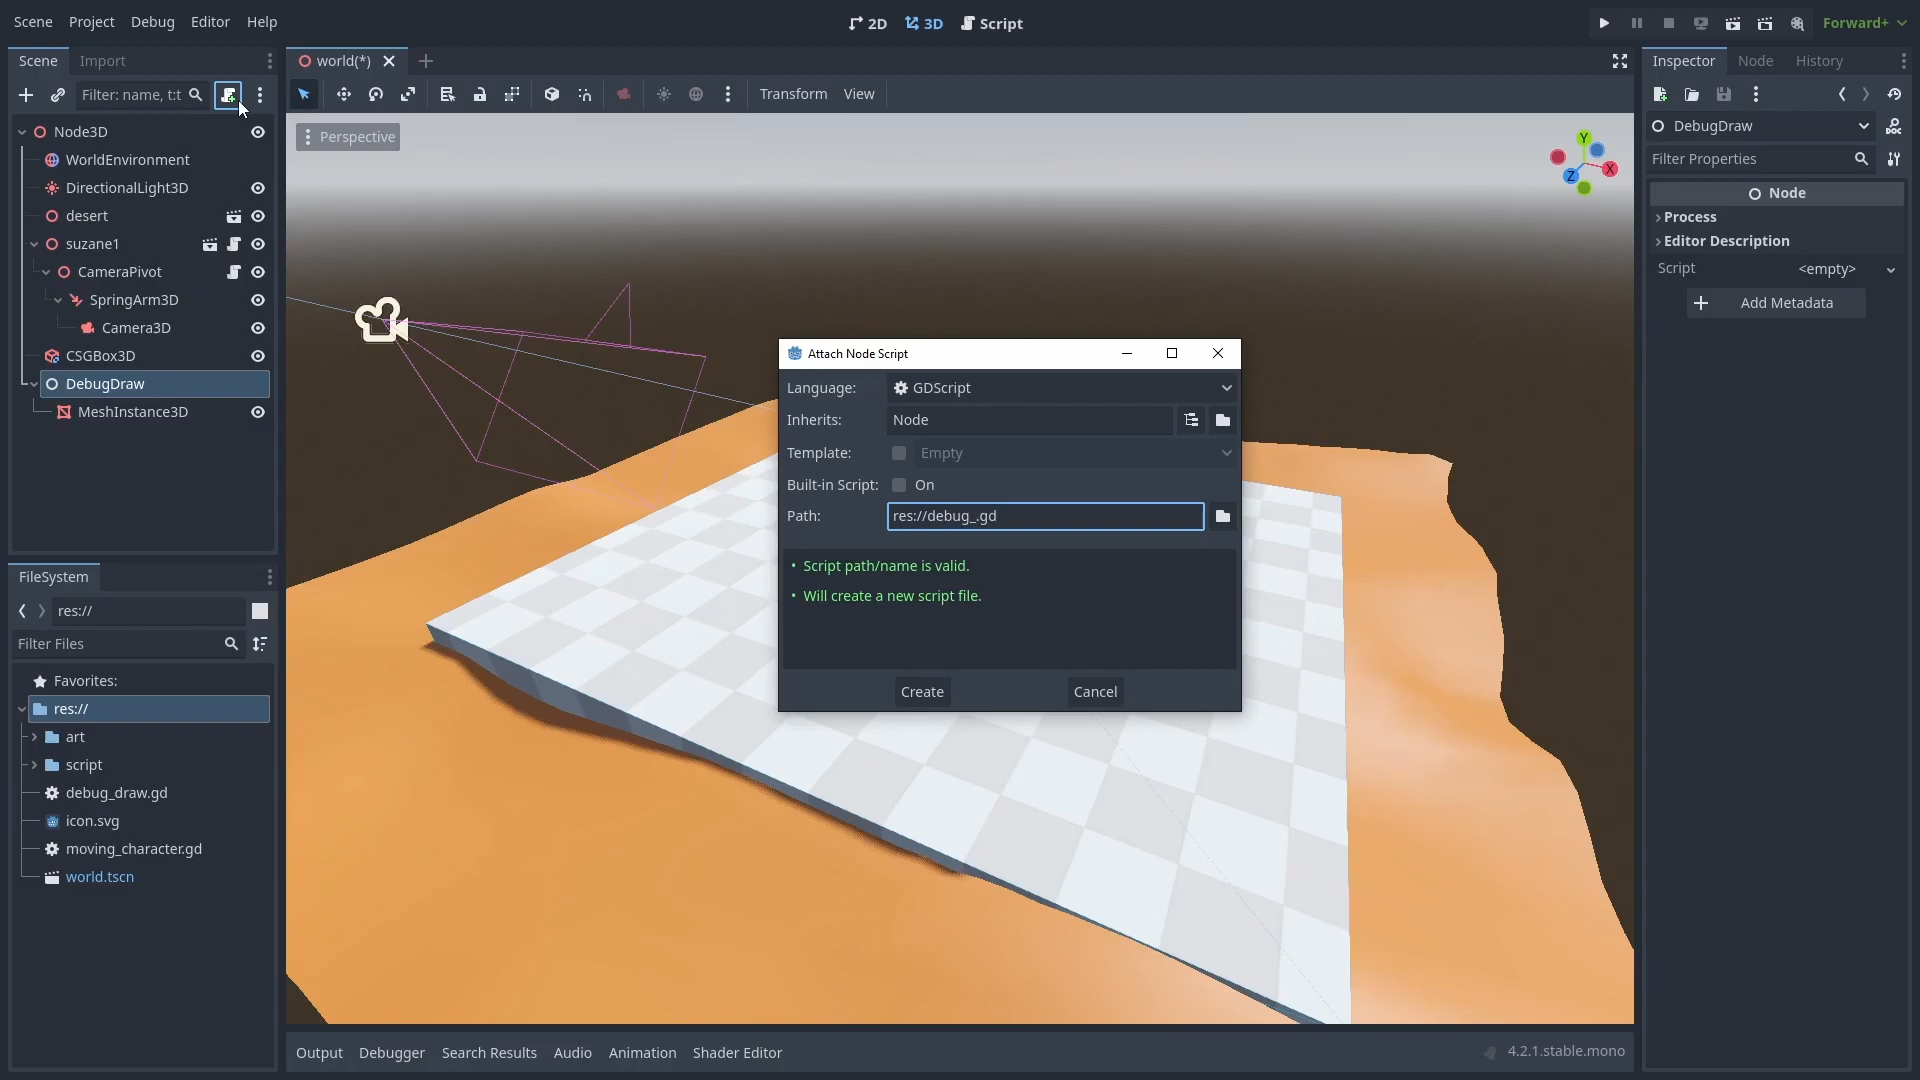 Scene Project Debug Editor Help
2D 3D Script
Forward+
Scene Import
Filter: name, t:t
Node3D
WorldEnvironment
DirectionalLight3D
desert
suzane1
CameraPivot
SpringArm3D
Camera3D
CSGBox3D
DebugDraw
MeshInstance3D
FileSystem
res://
Filter Files
Favorites:
res://
art
script
debug_draw.gd
icon.svg
moving_character.gd
world.tscn
world(*)
Transform View
Perspective
Y
X
Z
Attach Node Script
Language: GDScript
Inherits: Node
Template: Empty
Built-in Script: On
Path: res://debug_.gd
• Script path/name is valid.
• Will create a new script file.
Create Cancel
Output Debugger Search Results Audio Animation Shader Editor
4.2.1.stable.mono
Inspector Node History
DebugDraw
Filter Properties
Node
Process
Editor Description
Script <empty>
Add Metadata